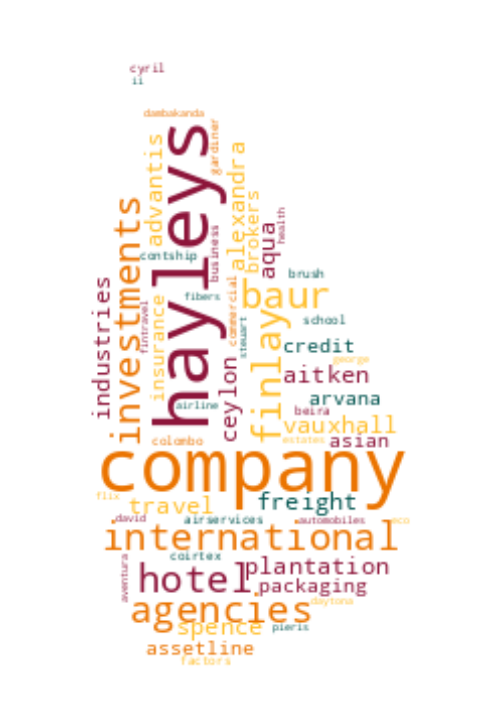 cyril
ii
dambakanda
hayleys
gardiner
advantis
alexandra
investments
brokers
aqua
health
business
contship
brush
industries
fibers
commercial
baur
fintravel
insurance
finlay
steuart
school
credit
ceylon
george
aitken
airline
arvana
beira
vauxhall
colombo
estates
asian
company
flix
travel
freight
david
airservices
automobiles
eco
international
coirtex
aventura
hotel
plantation
packaging
agencies
daytona
spence
pieris
assetline
factors